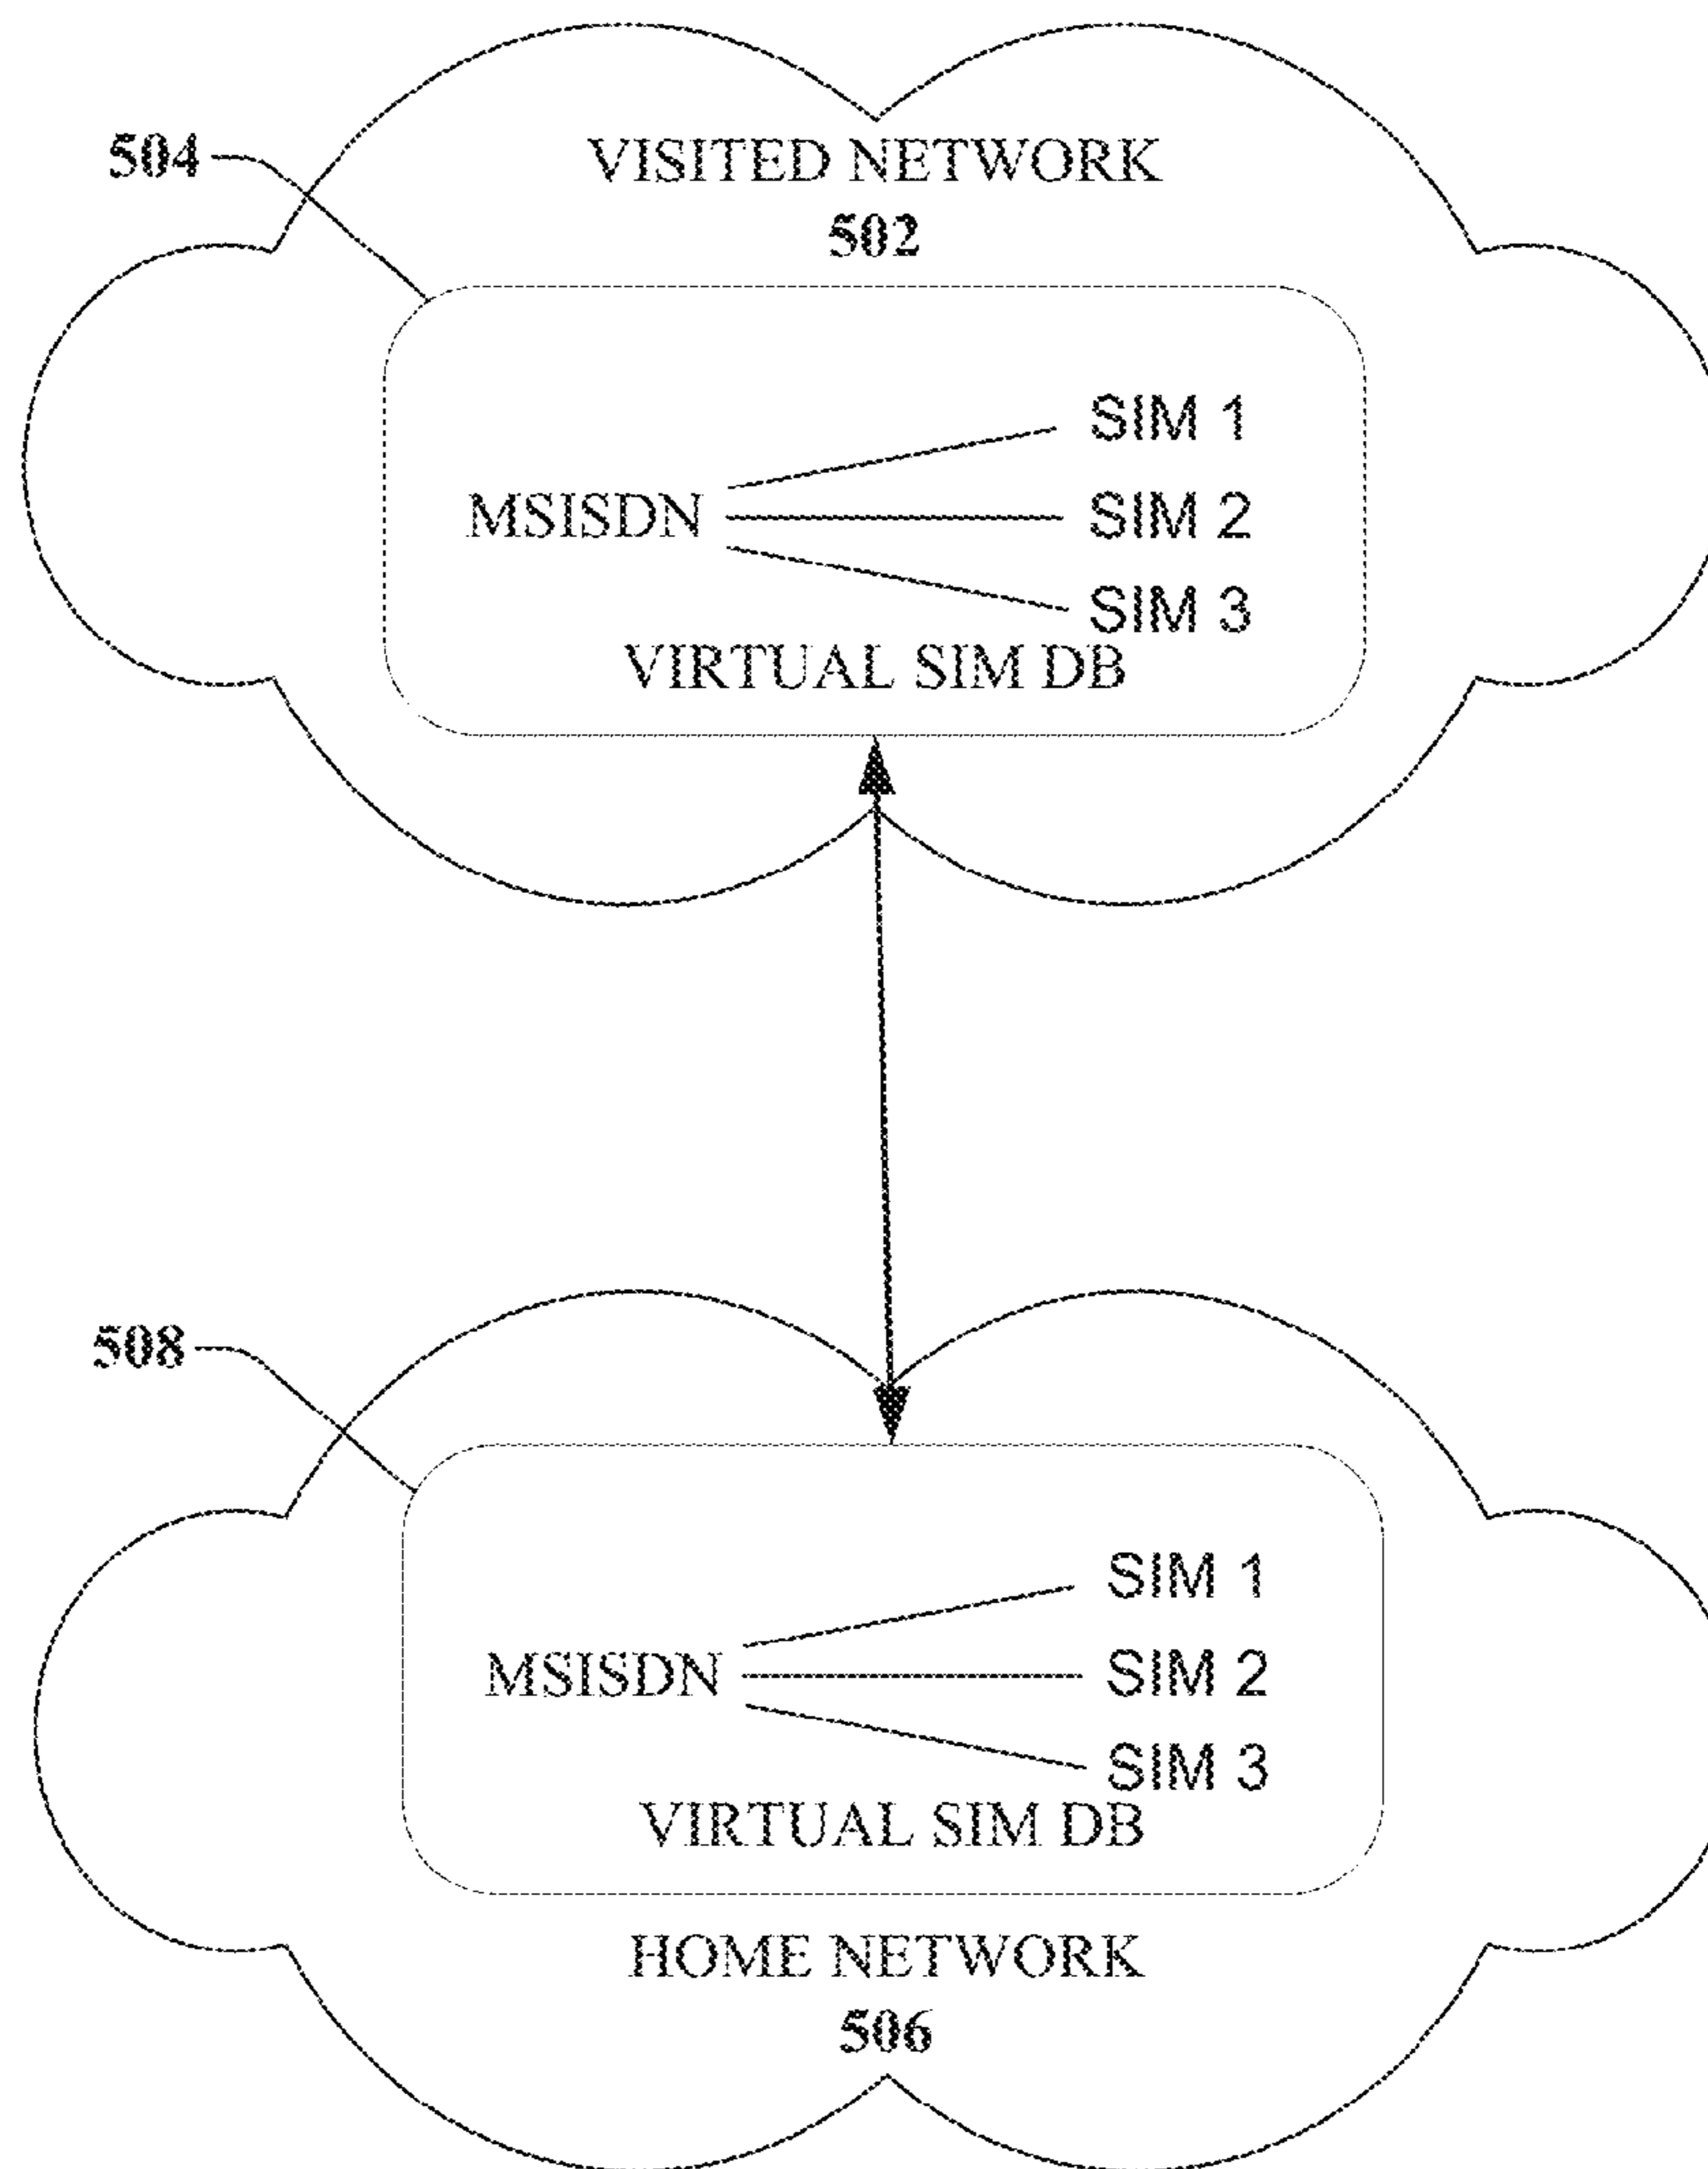 504
VISITED NETWORK
502
SIM 1
MSISDN
SIM 2
SIM 3
VIRTUAL SIM DB
508
SIM 1
MSISDN
SIM 2
SIM 3
VIRTUAL SIM DB
HOME NETWORK
506